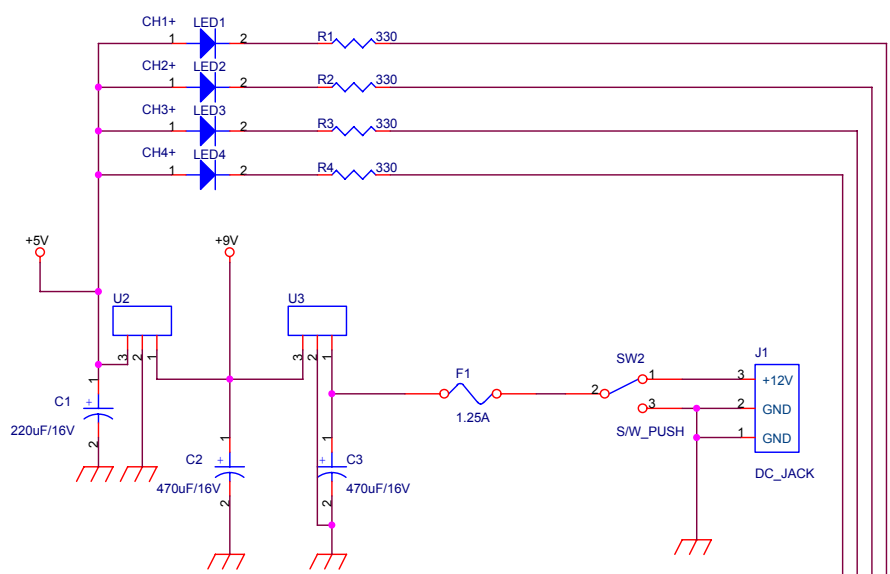 CH1+ LED1
1 2 R1 330
CH2+ LED2
1 2 R2 330
CH3+ LED3
1 2 R3 330
CH4+ LED4
1 2 R4 330
+5V +9V
U2 U3
3 2 1 3 2 1
F1
1.25A
SW2
2 1 3
S/W_PUSH
J1
3 +12V
2 GND
1 GND
DC_JACK
1 + C1 2
220uF/16V
1 + C2 2
470uF/16V
1 + C3 2
470uF/16V